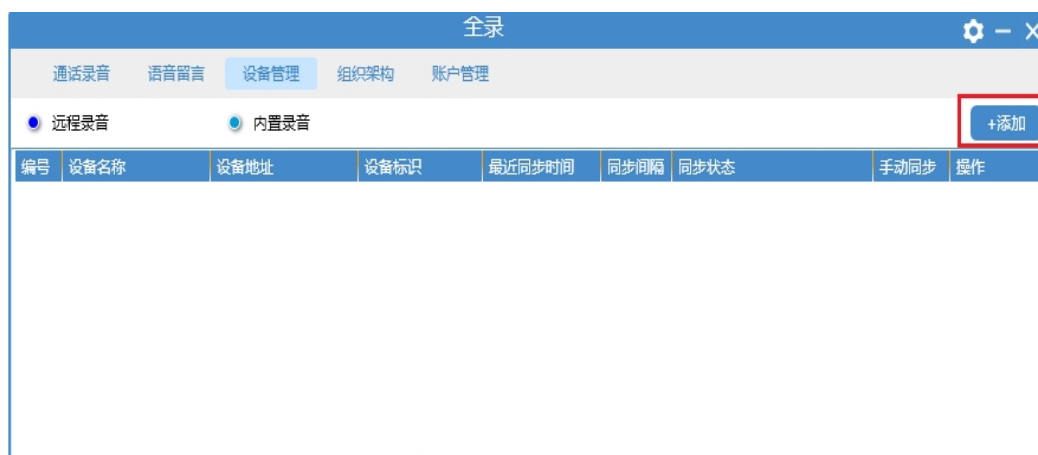 全录
通话录音 语音留言 设备管理 组织架构 账户管理
远程录音 内置录音 +添加
编号 设备名称 设备地址 设备标识 最近同步时间 同步间隔 同步状态 手动同步 操作